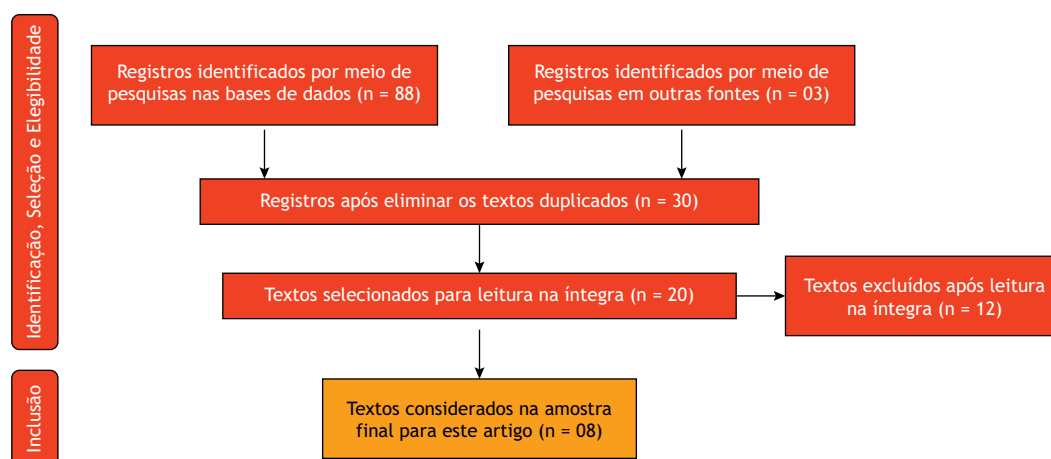 Identificação, Seleção e Elegibilidade
Registros identificados por meio de
pesquisas nas bases de dados (n = 88)
Registros identificados por meio de
pesquisas em outras fontes (n = 03)
Registros após eliminar os textos duplicados (n = 30)
Textos selecionados para leitura na íntegra (n = 20)
Textos excluídos após leitura
na íntegra (n = 12)
Inclusão
Textos considerados na amostra
final para este artigo (n = 08)